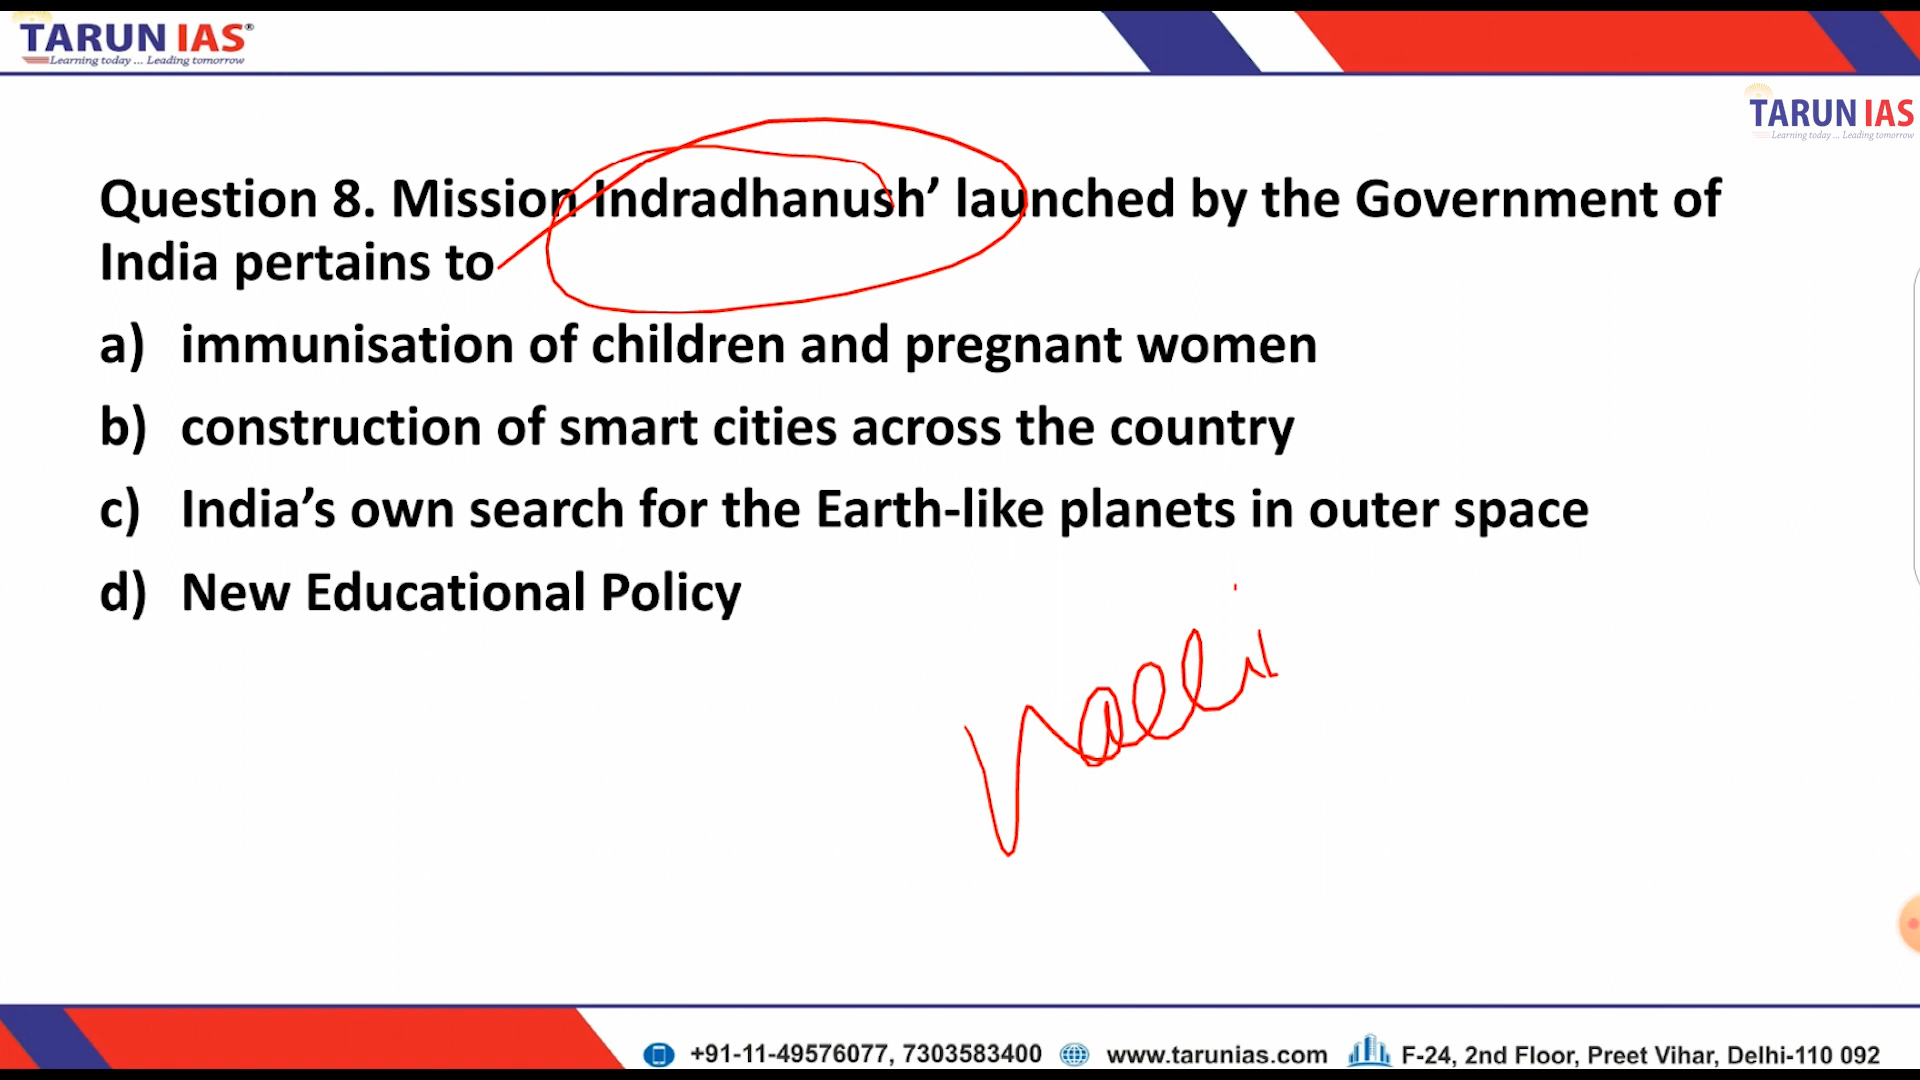 TARUN IAS®
Learning today ... Leading tomorrow
TARUN IAS
Learning today ... Leading tomorrow
Question 8. Mission Indradhanush’ launched by the Government of
India pertains to
a) immunisation of children and pregnant women
b) construction of smart cities across the country
c) India’s own search for the Earth-like planets in outer space
d) New Educational Policy
+91-11-49576077, 7303583400 www.tarunias.com F-24, 2nd Floor, Preet Vihar, Delhi-110 092